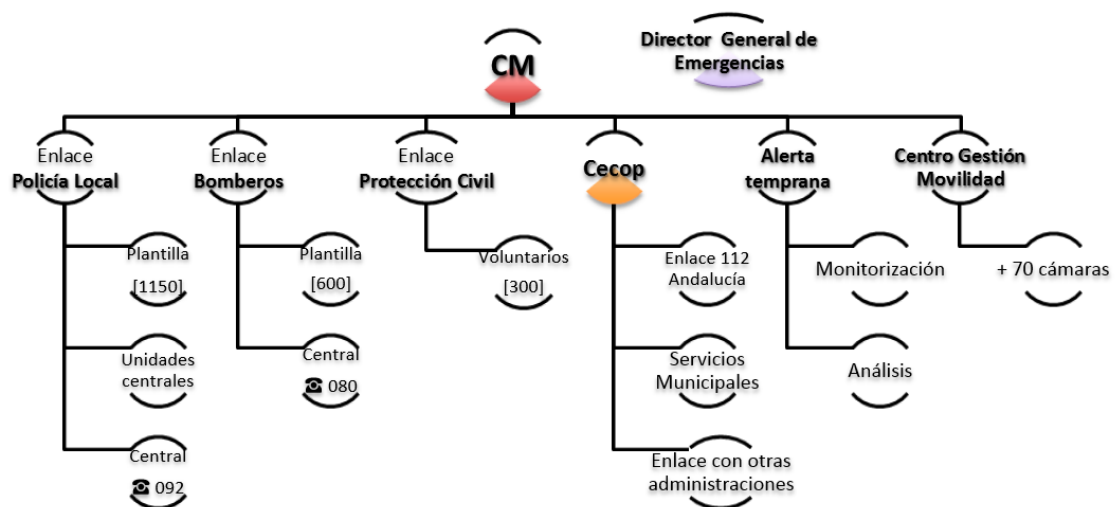 CM
Director General de
Emergencias
Enlace
Policía Local
Enlace
Bomberos
Enlace
Protección Civil
Cecop
Alerta
temprana
Centro Gestión
Movilidad
Plantilla
[1150]
Unidades
centrales
Central
☎ 092
Plantilla
[600]
Central
☎ 080
Voluntarios
[300]
Enlace 112
Andalucía
Servicios
Municipales
Enlace con otras
administraciones
Monitorización
Análisis
+ 70 cámaras